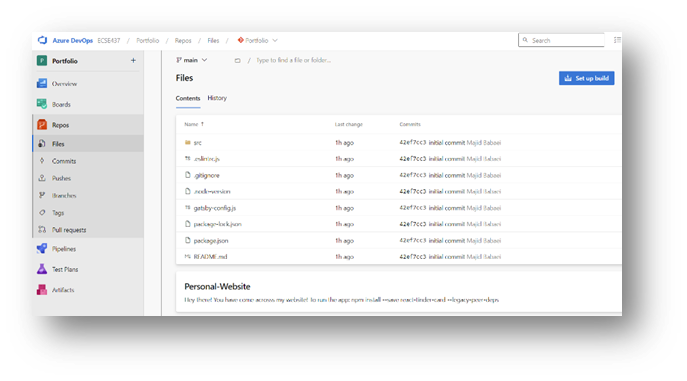 Azure DevOps ECSE437 / Portfolio / Repos / Files / Portfolio
Search
Portfolio +
main / Type to find a file or folder...
Overview
Files
Set up build
Boards
Contents History
Repos
Name ↑ Last change Commits
Files
src 1h ago 42ef7cc3 initial commit Majid Babaei
Commits
.eslintrc.js 1h ago 42ef7cc3 initial commit Majid Babaei
Pushes
.gitignore 1h ago 42ef7cc3 initial commit Majid Babaei
Branches
.node-version 1h ago 42ef7cc3 initial commit Majid Babaei
Tags
gatsby-config.js 1h ago 42ef7cc3 initial commit Majid Babaei
Pull requests
package-lock.json 1h ago 42ef7cc3 initial commit Majid Babaei
Pipelines
package.json 1h ago 42ef7cc3 initial commit Majid Babaei
Test Plans
README.md 1h ago 42ef7cc3 initial commit Majid Babaei
Artifacts
Personal-Website
Hey there! You have come across my website! To run the app: npm install --save react-tinder-card --legacy-peer-deps